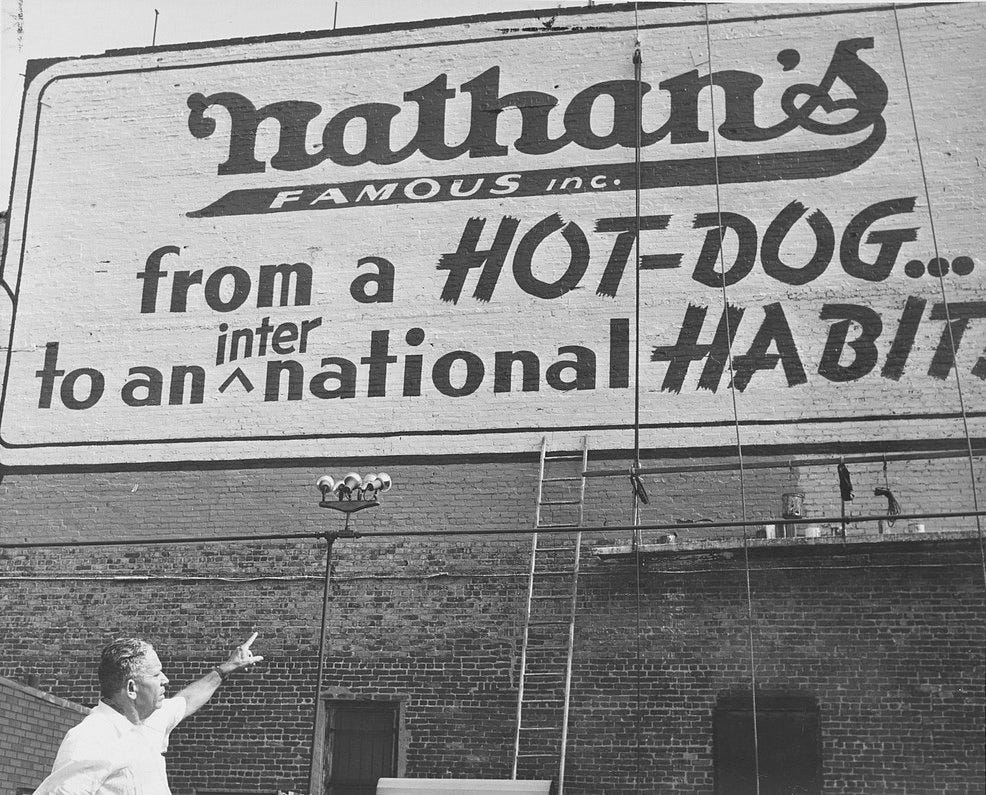 nathan's
FAMOUS inc.
from a HOT-DOG...
inter
to an ^ national HABIT.